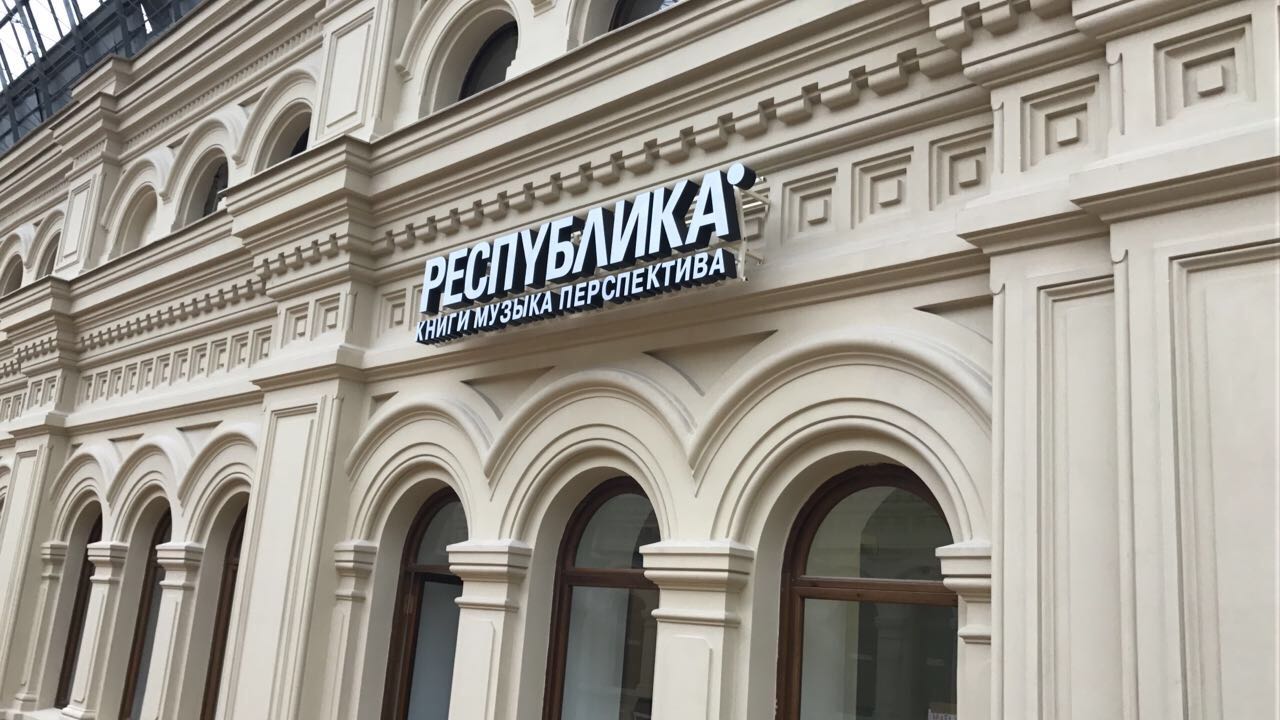 РЕСПУБЛИКА
КНИГИ МУЗЫКА ПЕРСПЕКТИВА